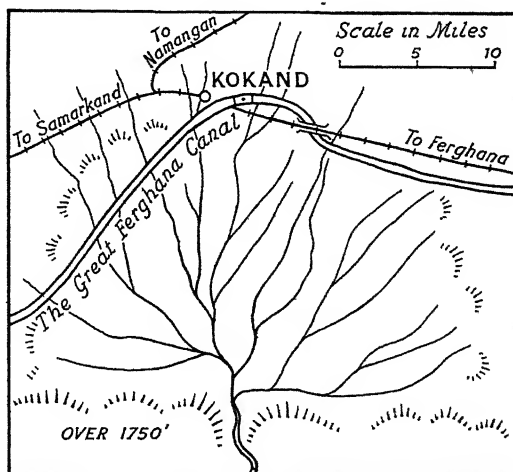 To
Namangan
Scale in Miles
0 5 10
KOKAND
To Samarkand
To Ferghana
The Great Ferghana Canal
OVER 1750'